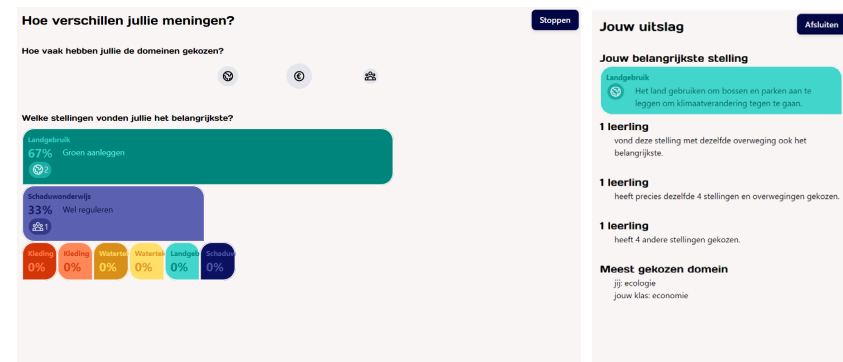 Hoe verschillen jullie meningen?
Stoppen
Hoe vaak hebben jullie de domeinen gekozen?
Welke stellingen vonden jullie het belangrijkste?
Landgebruik
67% Groen aanleggen
2
Schaduwonderwijs
33% Wel reguleren
1
Kleding Kleding Waterte Watertek Landgeb Schaduw
0% 0% 0% 0% 0% 0%
Jouw uitslag
Afsluiten
Jouw belangrijkste stelling
Landgebruik
Het land gebruiken om bossen en parken aan te
leggen om klimaatverandering tegen te gaan.
1 leerling
vond deze stelling met dezelfde overweging ook het
belangrijkste.
1 leerling
heeft precies dezelfde 4 stellingen en overwegingen gekozen.
1 leerling
heeft 4 andere stellingen gekozen.
Meest gekozen domein
jij: ecologie
jouw klas: economie